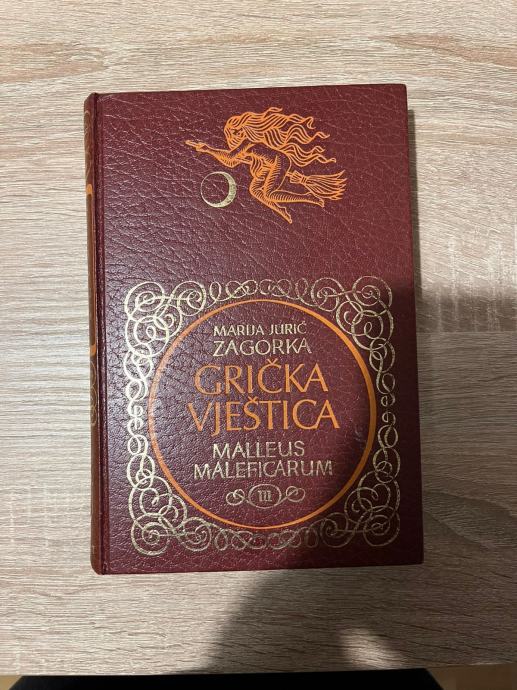 MARIJA JURIĆ
ZAGORKA
GRIČKA
VJEŠTICA
MALLEUS
MALEFICARUM
III